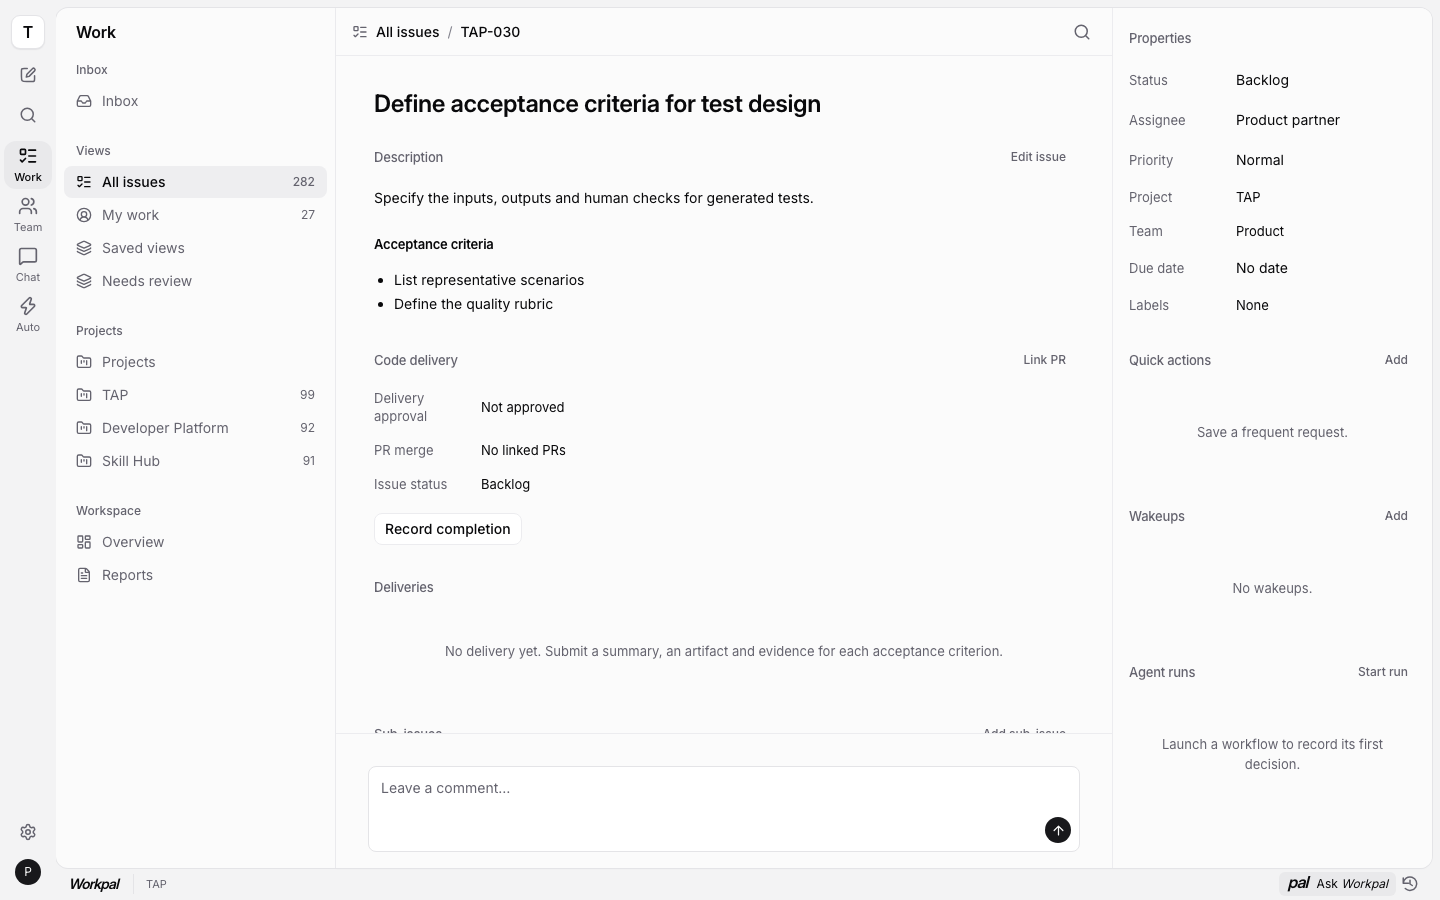 T
Work
Team
Chat
Auto
P
Work
Inbox
Inbox
Views
All issues 282
My work 27
Saved views
Needs review
Projects
Projects
TAP 99
Developer Platform 92
Skill Hub 91
Workspace
Overview
Reports
All issues / TAP-030
Define acceptance criteria for test design
Description Edit issue
Specify the inputs, outputs and human checks for generated tests.
Acceptance criteria
• List representative scenarios
• Define the quality rubric
Code delivery Link PR
Delivery
approval Not approved
PR merge No linked PRs
Issue status Backlog
Record completion
Deliveries
No delivery yet. Submit a summary, an artifact and evidence for each acceptance criterion.
Sub-issues Add sub-issue
Leave a comment...
Properties
Status Backlog
Assignee Product partner
Priority Normal
Project TAP
Team Product
Due date No date
Labels None
Quick actions Add
Save a frequent request.
Wakeups Add
No wakeups.
Agent runs Start run
Launch a workflow to record its first
decision.
Workpal TAP
pal Ask Workpal